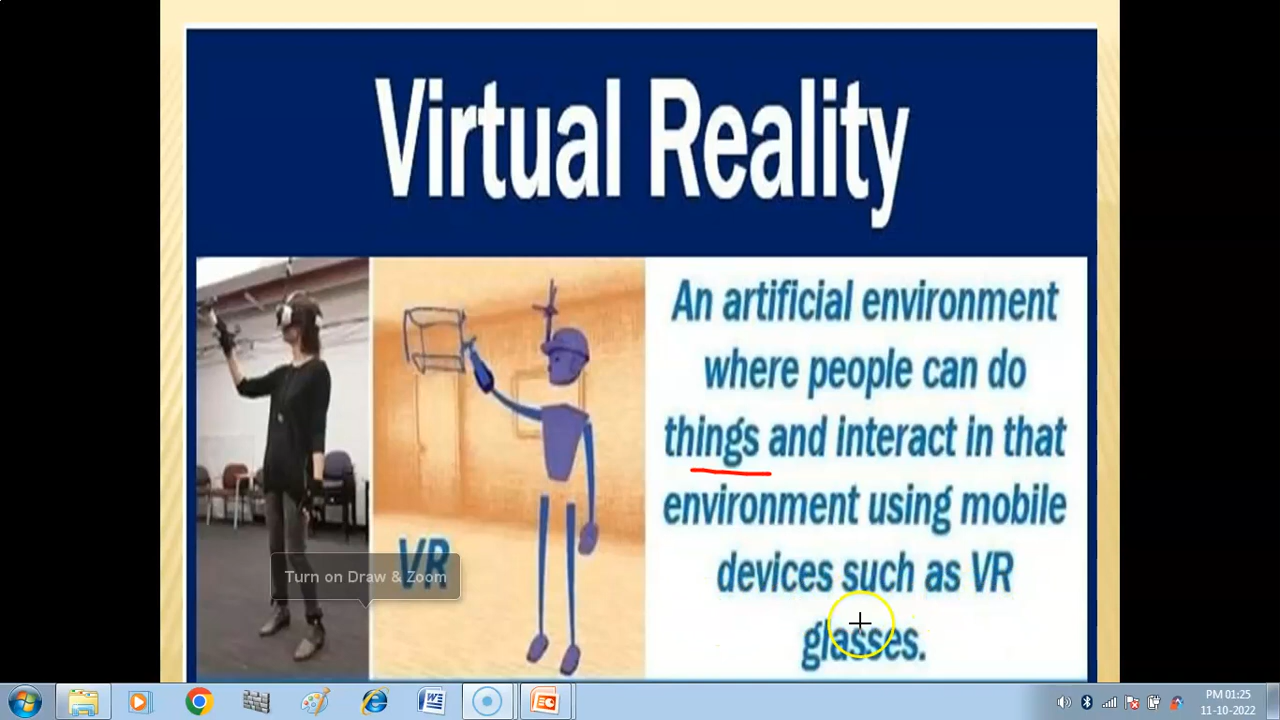 Virtual Reality
An artificial environment
where people can do
things and interact in that
environment using mobile
devices such as VR
glasses.
VR
Turn on Draw & Zoom
PM 01:25
11-10-2022